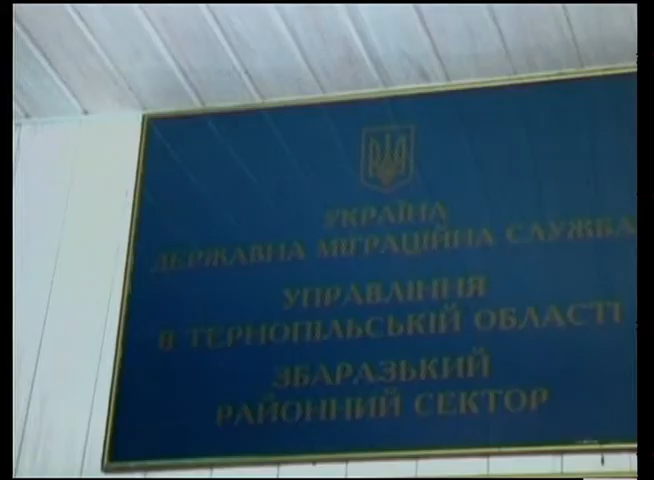 УКРАЇНА
ДЕРЖАВНА МІГРАЦІЙНА СЛУЖБА
УПРАВЛІННЯ
В ТЕРНОПІЛЬСЬКІЙ ОБЛАСТІ
ЗБАРАЗЬКИЙ
РАЙОННИЙ СЕКТОР